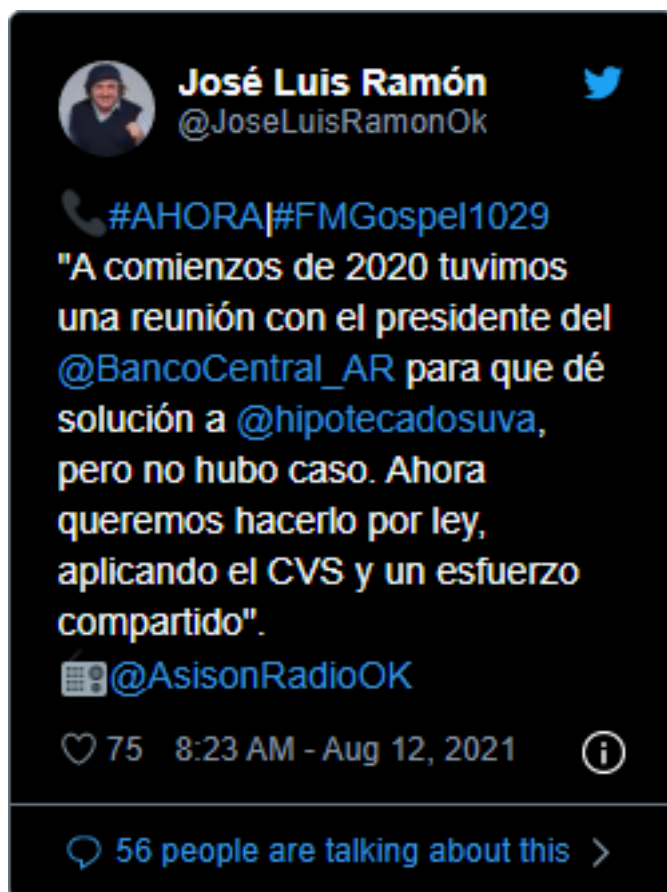 José Luis Ramón
@JoseLuisRamonOk
#AHORA|#FMGospel1029
"A comienzos de 2020 tuvimos
una reunión con el presidente del
@BancoCentral_AR para que dé
solución a @hipotecadosuva,
pero no hubo caso. Ahora
queremos hacerlo por ley,
aplicando el CVS y un esfuerzo
compartido".
@AsisonRadioOK
75 8:23 AM - Aug 12, 2021
56 people are talking about this